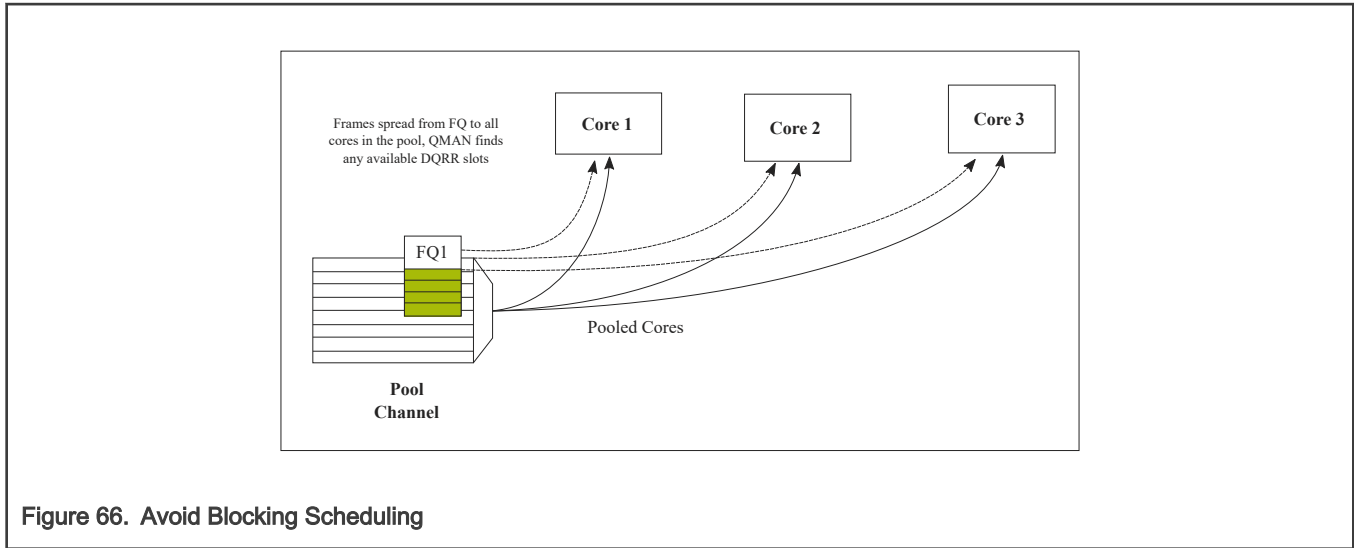 Frames spread from FQ to all
cores in the pool, QMAN finds
any available DQRR slots
Core 1
Core 2
Core 3
FQ1
Pooled Cores
Pool
Channel
Figure 66. Avoid Blocking Scheduling